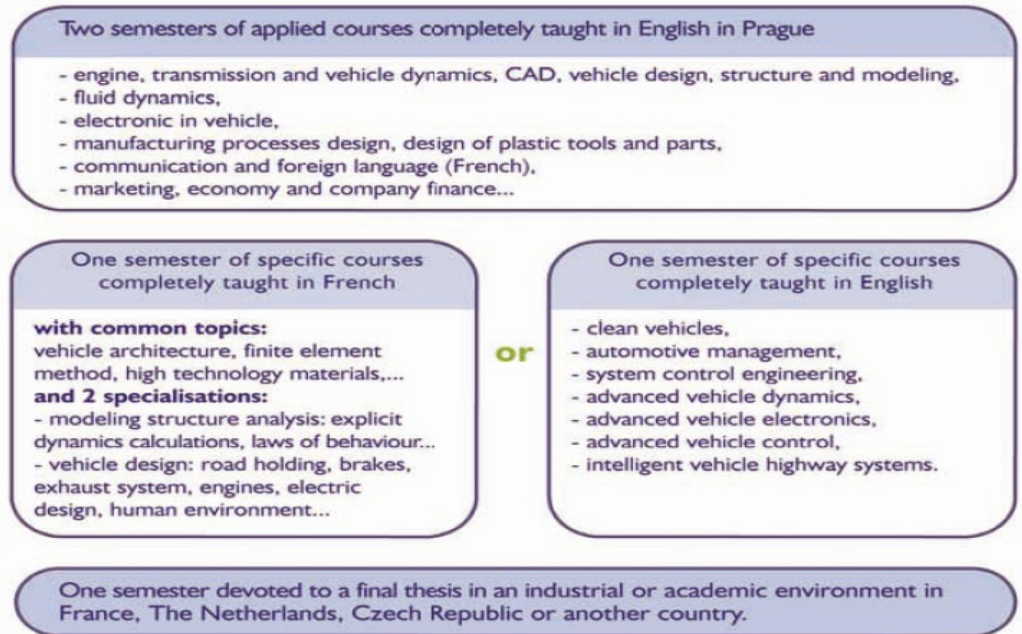 Two semesters of applied courses completely taught in English in Prague
- engine, transmission and vehicle dynamics, CAD, vehicle design, structure and modeling,
- fluid dynamics,
- electronic in vehicle,
- manufacturing processes design, design of plastic tools and parts,
- communication and foreign language (French),
- marketing, economy and company finance...
One semester of specific courses
completely taught in French
with common topics:
vehicle architecture, finite element
method, high technology materials,...
and 2 specialisations:
- modeling structure analysis: explicit
dynamics calculations, laws of behaviour...
- vehicle design: road holding, brakes,
exhaust system, engines, electric
design, human environment...
or
One semester of specific courses
completely taught in English
- clean vehicles,
- automotive management,
- system control engineering,
- advanced vehicle dynamics,
- advanced vehicle electronics,
- advanced vehicle control,
- intelligent vehicle highway systems.
One semester devoted to a final thesis in an industrial or academic environment in
France, The Netherlands, Czech Republic or another country.